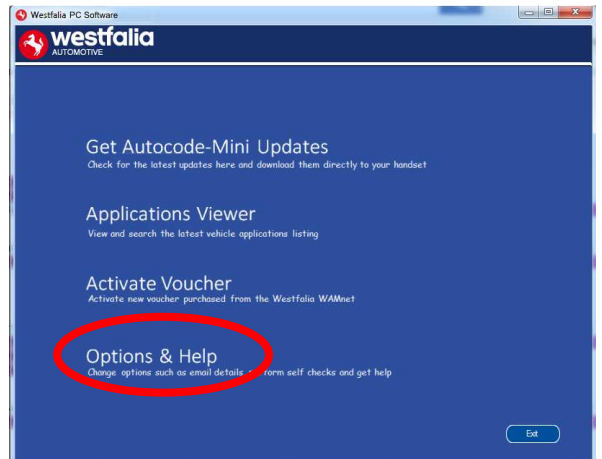 Westfalia PC Software
westfalia
AUTOMOTIVE
Get Autocode-Mini Updates
Check for the latest updates here and download them directly to your handset
Applications Viewer
View and search the latest vehicle applications listing
Activate Voucher
Activate new voucher purchased from the Westfalia WAMnet
Options & Help
Change options such as email details form self checks and get help
Exit